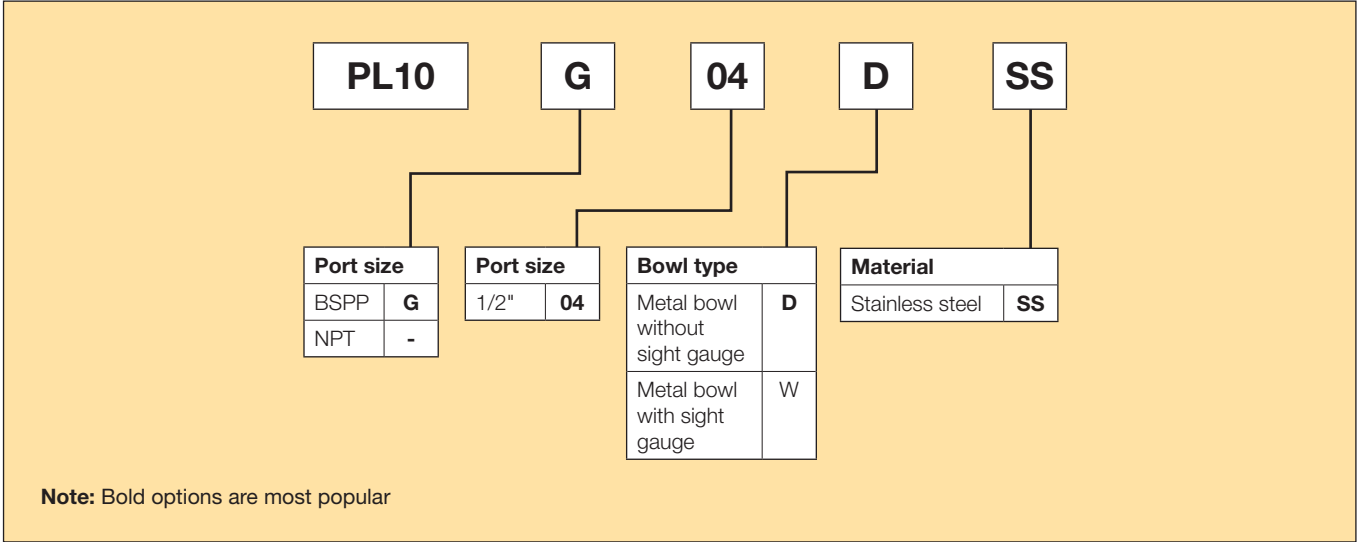 PL10 G 04 D SS
Port size
BSPP G
NPT -
Port size
1/2" 04
Bowl type
Metal bowl D
without
sight gauge
Metal bowl W
with sight
gauge
Material
Stainless steel SS
Note: Bold options are most popular